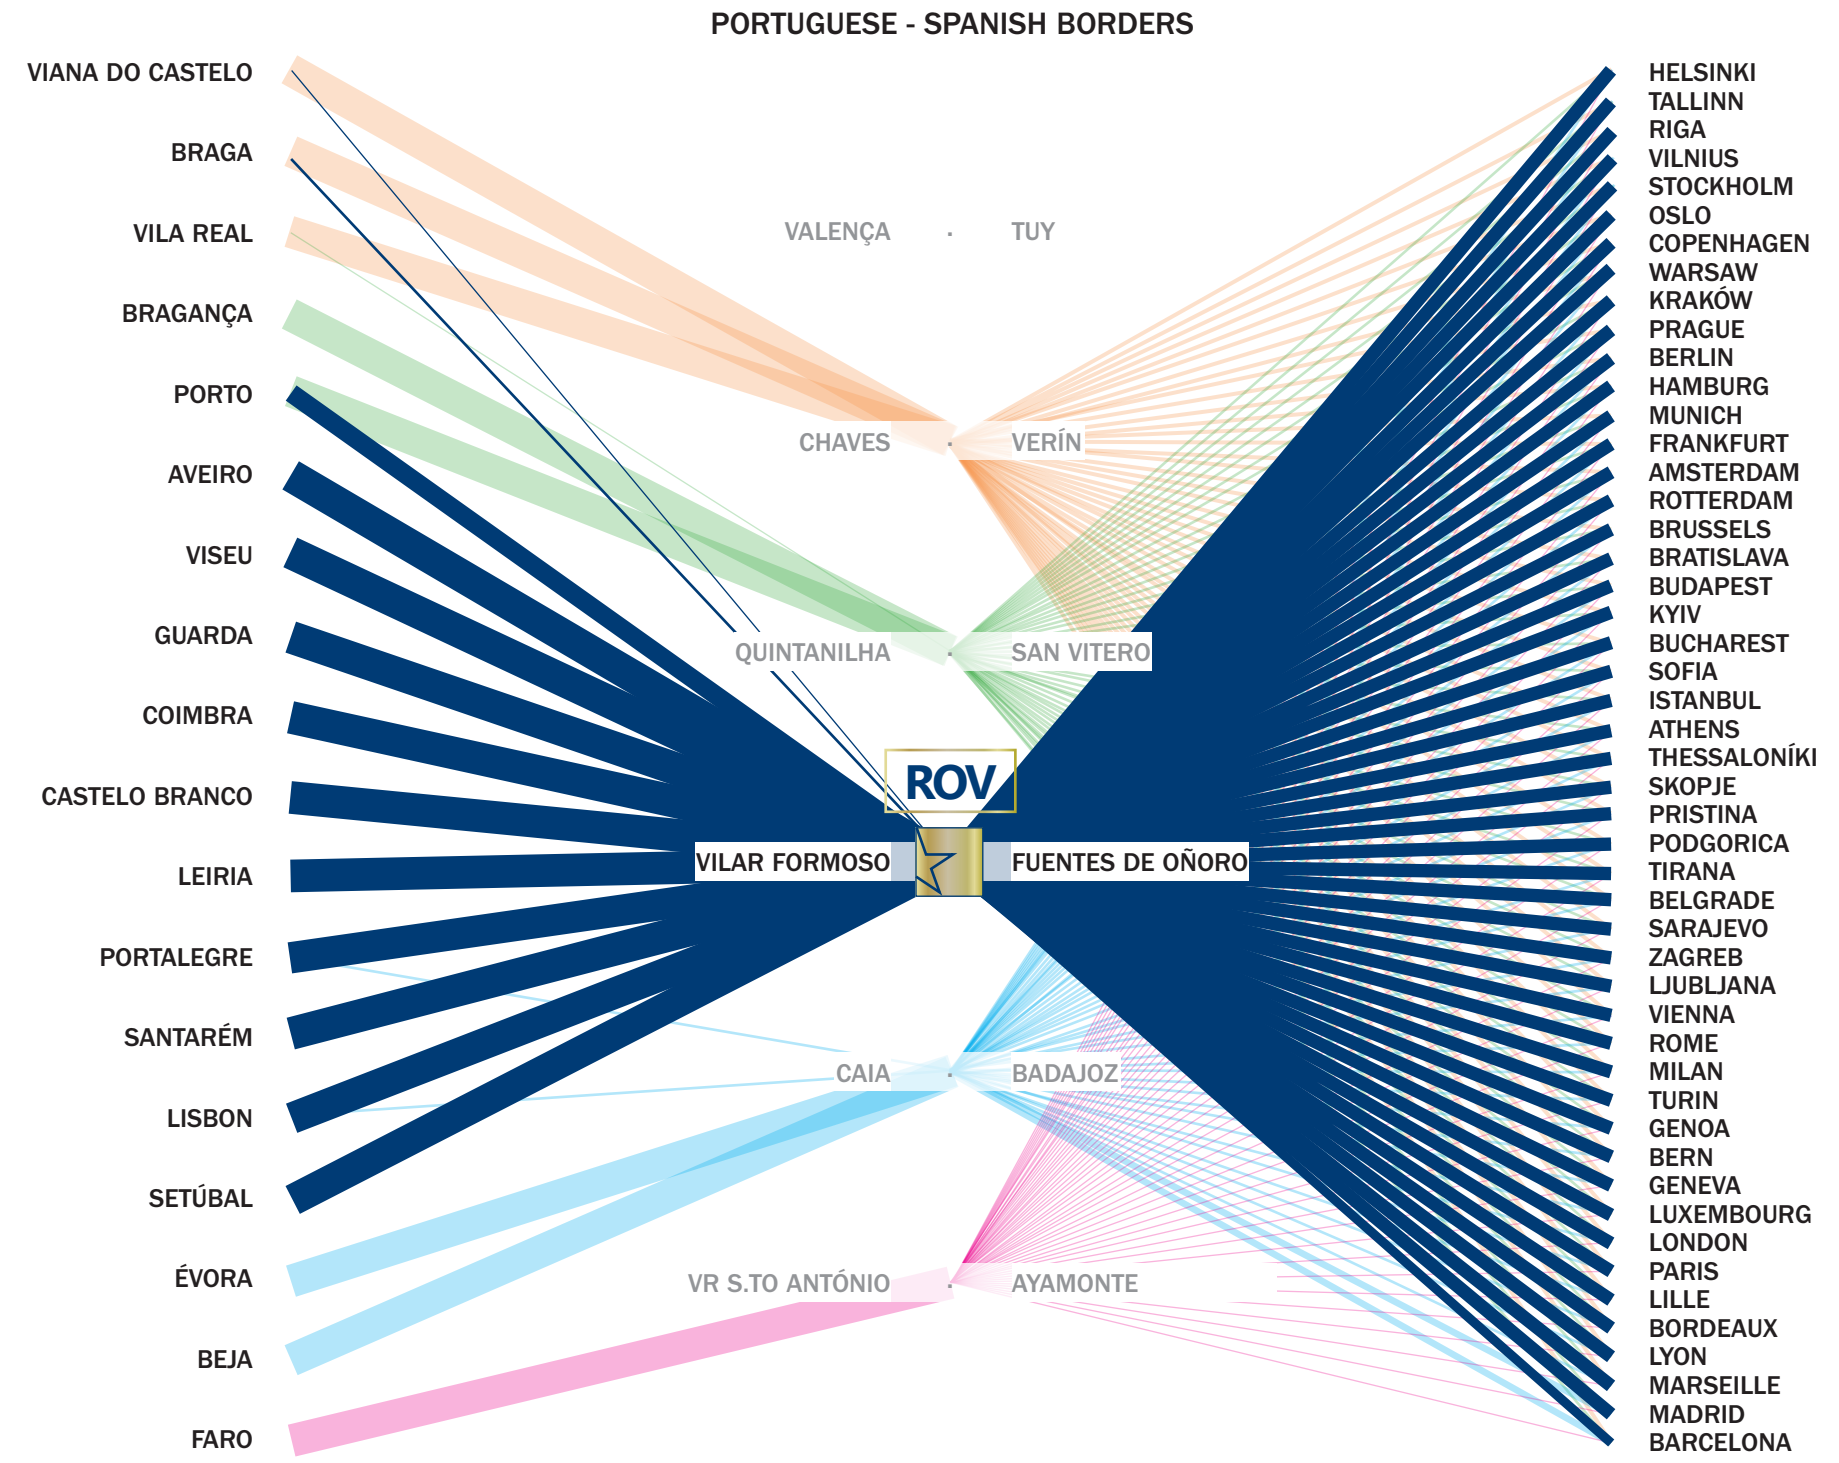 PORTUGUESE - SPANISH BORDERS
VIANA DO CASTELO
BRAGA
VILA REAL
BRAGANÇA
PORTO
AVEIRO
VISEU
GUARDA
COIMBRA
CASTELO BRANCO
LEIRIA
PORTALEGRE
SANTARÉM
LISBON
SETÚBAL
ÉVORA
BEJA
FARO
VALENÇA · TUY
CHAVES · VERÍN
QUINTANILHA · SAN VITERO
ROV
VILAR FORMOSO FUENTES DE OÑORO
CAIA · BADAJOZ
VR S.TO ANTÓNIO · AYAMONTE
HELSINKI
TALLINN
RIGA
VILNIUS
STOCKHOLM
OSLO
COPENHAGEN
WARSAW
KRAKÓW
PRAGUE
BERLIN
HAMBURG
MUNICH
FRANKFURT
AMSTERDAM
ROTTERDAM
BRUSSELS
BRATISLAVA
BUDAPEST
KYIV
BUCHAREST
SOFIA
ISTANBUL
ATHENS
THESSALONÍKI
SKOPJE
PRISTINA
PODGORICA
TIRANA
BELGRADE
SARAJEVO
ZAGREB
LJUBLJANA
VIENNA
ROME
MILAN
TURIN
GENOA
BERN
GENEVA
LUXEMBOURG
LONDON
PARIS
LILLE
BORDEAUX
LYON
MARSEILLE
MADRID
BARCELONA